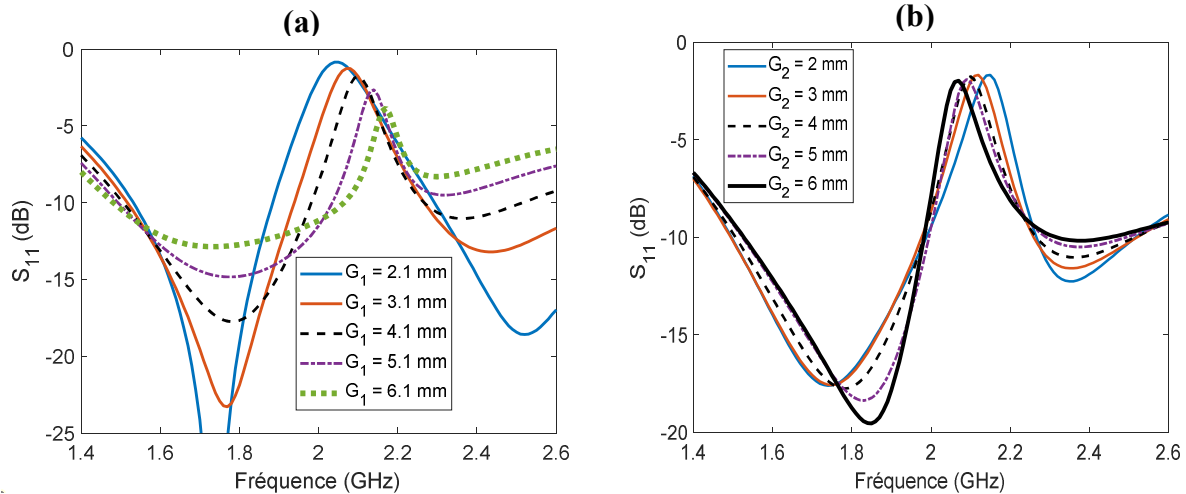 (a)
0
-5
-10
-15
-20
-25
S11 (dB)
G1 = 2.1 mm
G1 = 3.1 mm
G1 = 4.1 mm
G1 = 5.1 mm
G1 = 6.1 mm
1.4 1.6 1.8 2 2.2 2.4 2.6
Fréquence (GHz)
(b)
0
-5
-10
-15
-20
S11 (dB)
G2 = 2 mm
G2 = 3 mm
G2 = 4 mm
G2 = 5 mm
G2 = 6 mm
1.4 1.6 1.8 2 2.2 2.4 2.6
Fréquence (GHz)